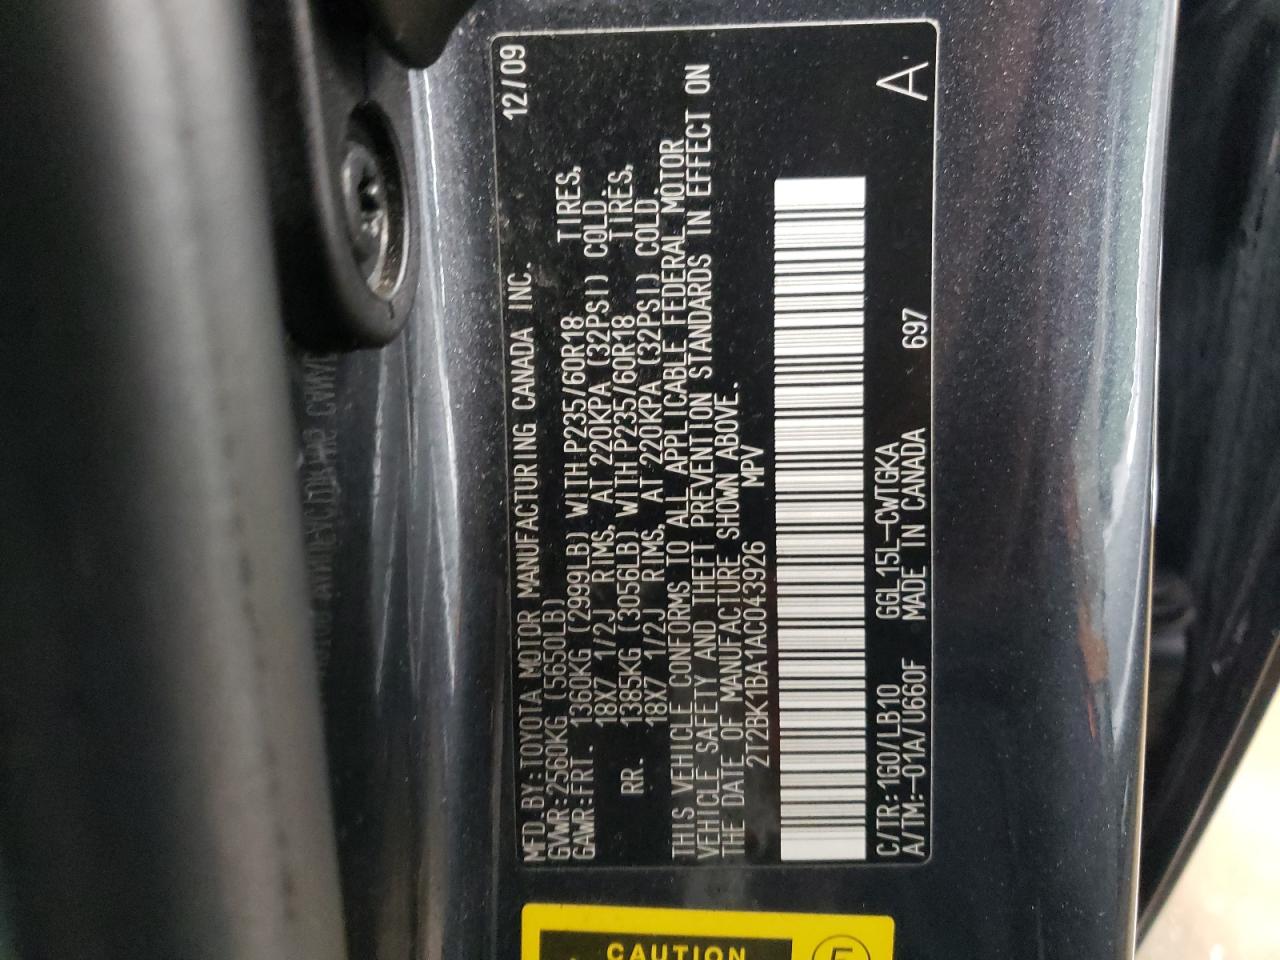 MFD.BY:TOYOTA MOTOR MANUFACTURING CANADA INC. 12/09
GVWR:2560KG (5650LB)
GAWR:FRT. 1360KG (2999LB) WITH P235/60R18 TIRES,
18X7 1/2J RIMS, AT 220KPA (32PSI) COLD.
RR. 1385KG (3056LB) WITH P235/60R18 TIRES,
18X7 1/2J RIMS, AT 220KPA (32PSI) COLD.
THIS VEHICLE CONFORMS TO ALL APPLICABLE FEDERAL MOTOR
VEHICLE SAFETY AND THEFT PREVENTION STANDARDS IN EFFECT ON
THE DATE OF MANUFACTURE SHOWN ABOVE.
2T2BK1BA1AC043926 MPV
C/TR:1G0/LB10 GGL15L-CWTGKA
A/TM:-01A/U660F MADE IN CANADA 697 A
CAUTION